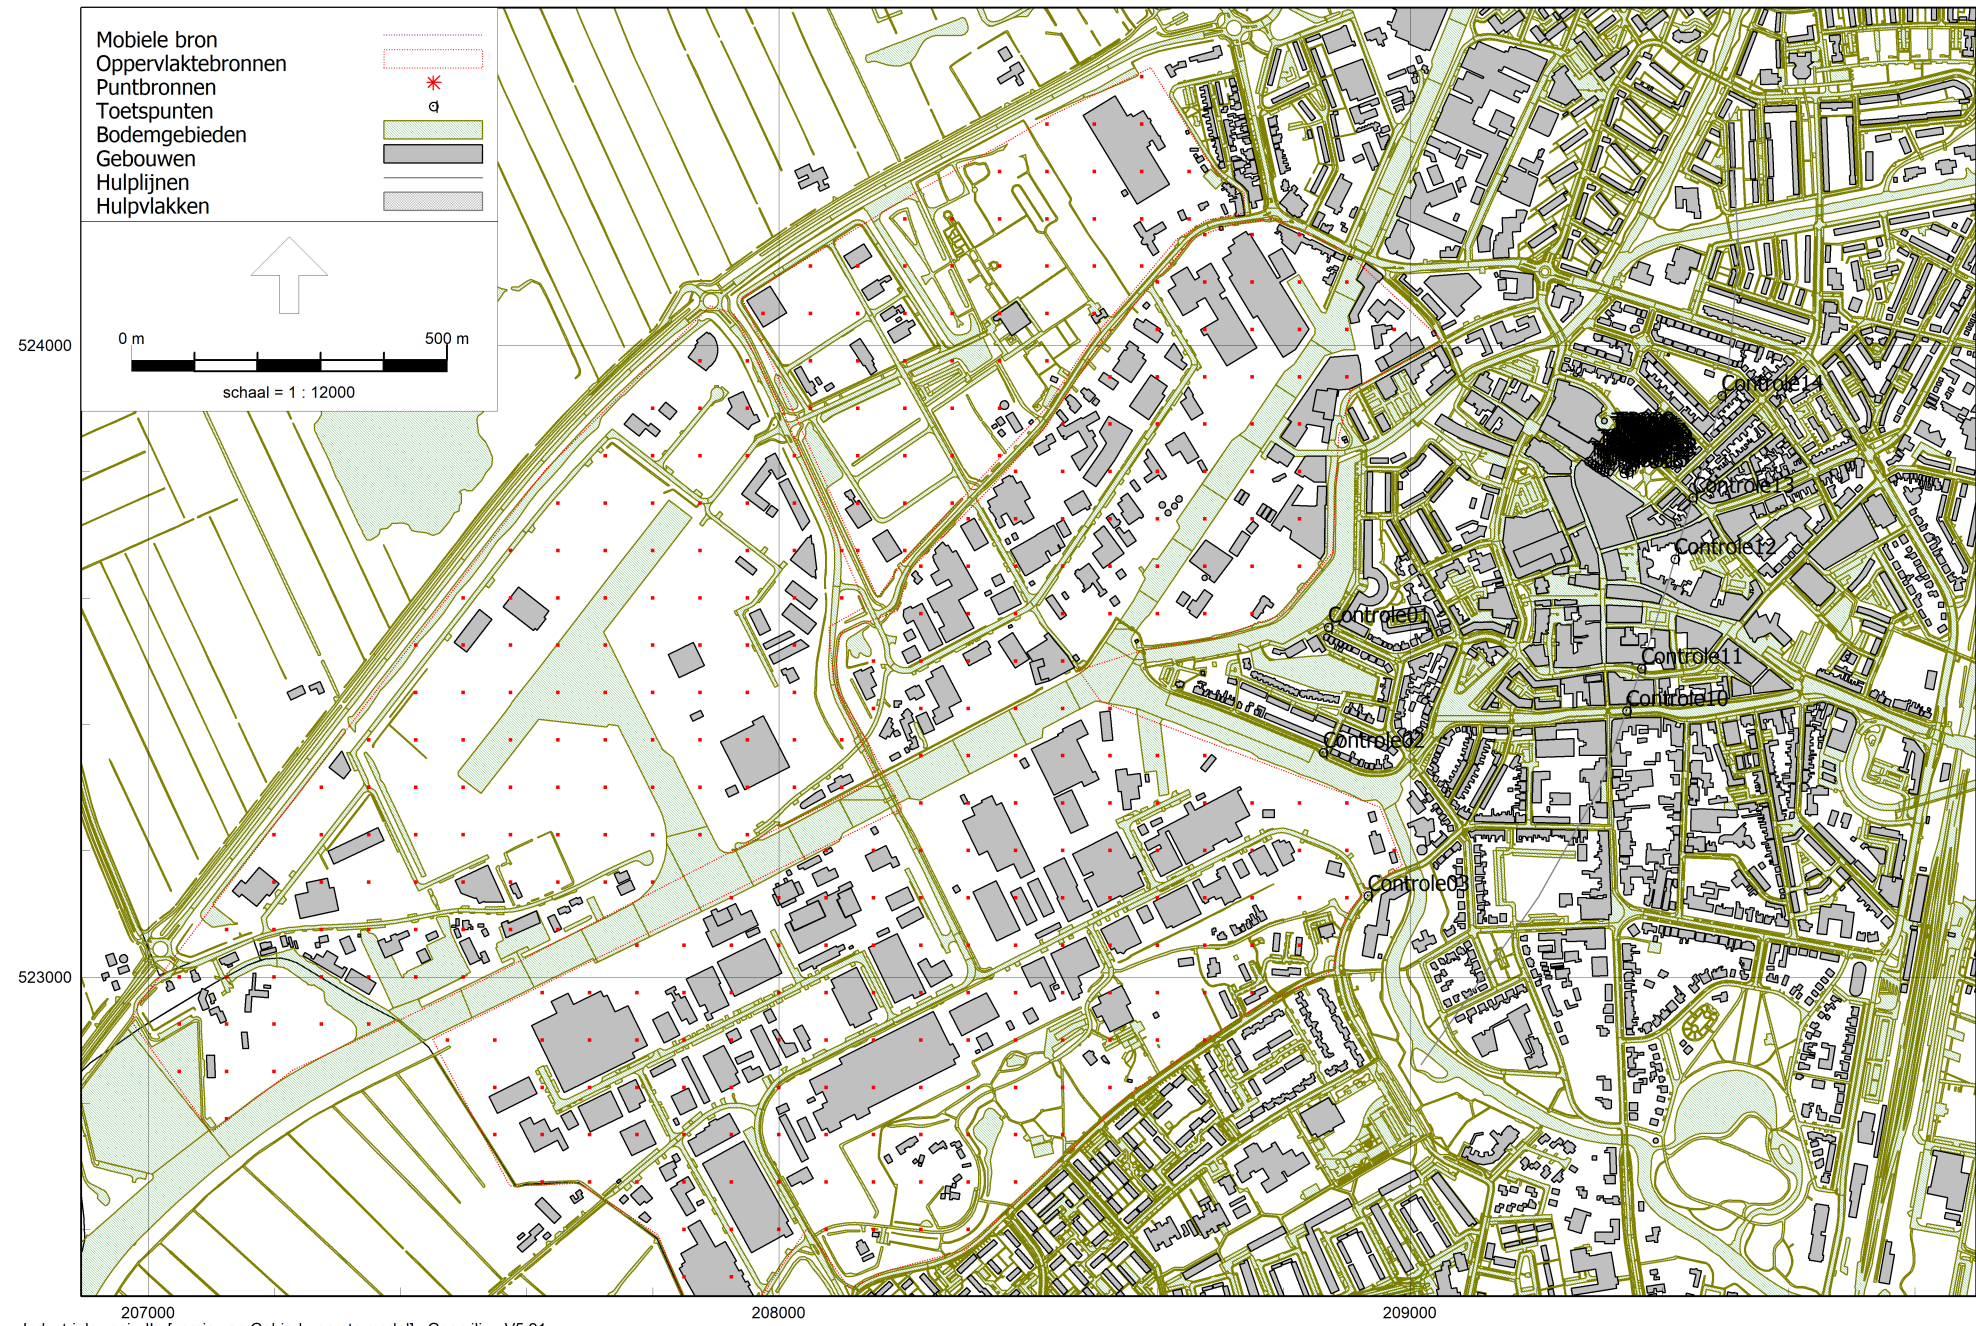 Mobiele bron
Oppervlaktebronnen
Puntbronnen
Toetspunten
Bodemgebieden
Gebouwen
Hulplijnen
Hulpvlakken
0 m
500 m
schaal = 1 : 12000
524000
523000
207000
208000
209000
Controle14
Controle13
Controle12
Controle01
Controle11
Controle10
Controle02
Controle03